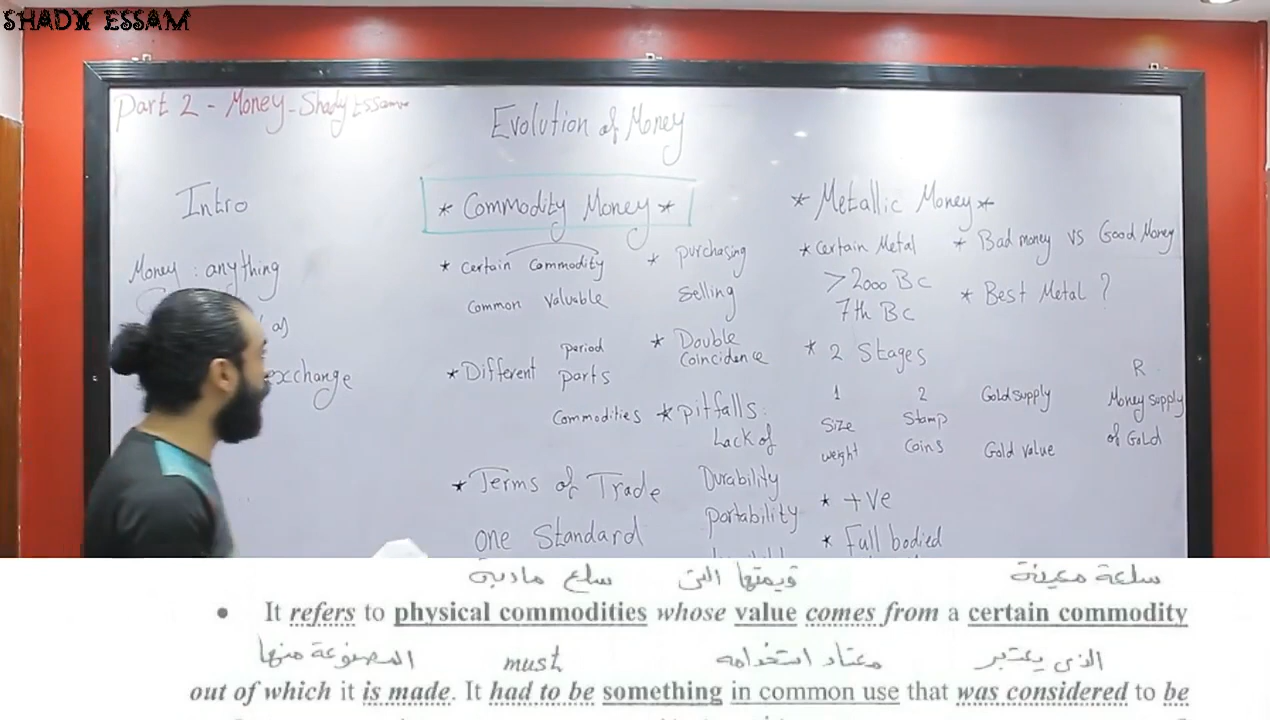 SHADY ESSAM
Part 2 - Money - Shady Essam
Evolution of Money
Intro
Money : anything
as
exchange
* Commodity Money *
* Certain Commodity
Common Valuable
* Different period
parts
Commodities
* Terms of Trade
one Standard
* purchasing
Selling
* Double
Coincidence
* pitfalls :
Lack of
Durability
portability
* Metallic Money *
* Certain Metal
> 2000 BC
7th BC
* 2 Stages
1
Size
weight
2
Stamp
Coins
* +ve
* Full bodied
* Bad money VS Good Money
* Best Metal ?
Gold supply
Gold value
R
Money supply
of Gold
سلعة معينة قيمتها التى سلع مادية
• It refers to physical commodities whose value comes from a certain commodity
الذى يعتبر معتاد استخدامه must المصنوعة منها
out of which it is made. It had to be something in common use that was considered to be